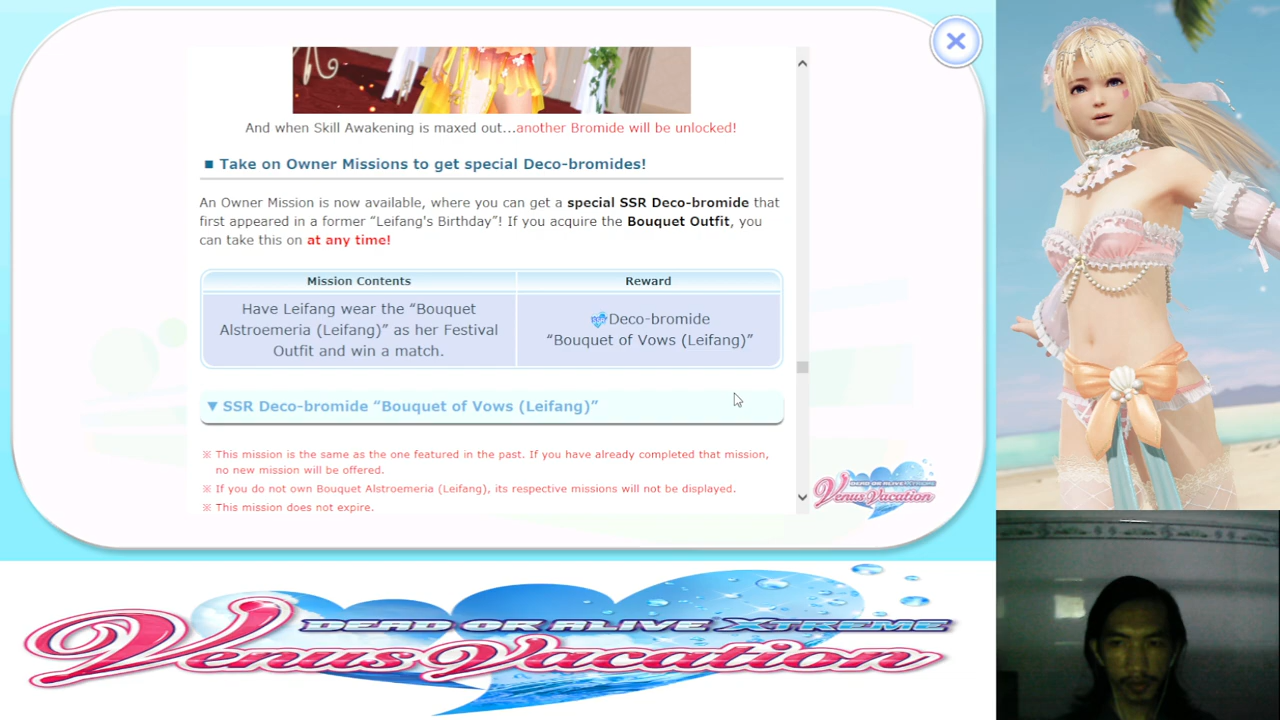 And when Skill Awakening is maxed out...another Bromide will be unlocked!
■ Take on Owner Missions to get special Deco-bromides!
An Owner Mission is now available, where you can get a special SSR Deco-bromide that
first appeared in a former “Leifang's Birthday”! If you acquire the Bouquet Outfit, you
can take this on at any time!
Mission Contents
Reward
Have Leifang wear the “Bouquet
Alstroemeria (Leifang)” as her Festival
Outfit and win a match.
Deco-bromide
“Bouquet of Vows (Leifang)”
▼ SSR Deco-bromide “Bouquet of Vows (Leifang)”
※ This mission is the same as the one featured in the past. If you have already completed that mission,
no new mission will be offered.
※ If you do not own Bouquet Alstroemeria (Leifang), its respective missions will not be displayed.
※ This mission does not expire.
DEAD OR ALIVE XTREME
Venus Vacation
DEAD OR ALIVE XTREME
Venus Vacation